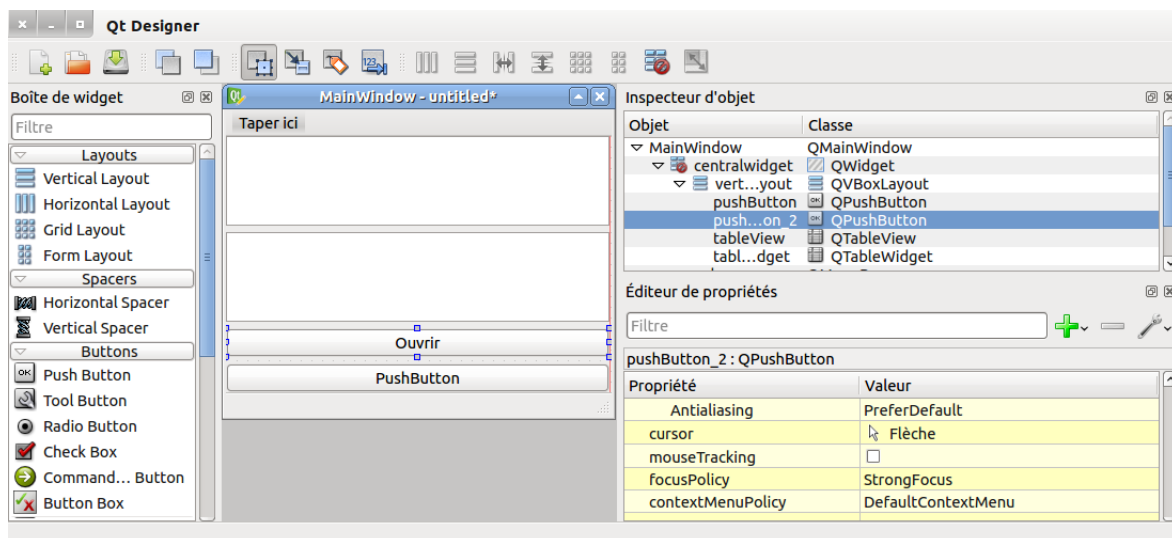 Qt Designer
123
Boîte de widget
Filtre
Layouts
Vertical Layout
Horizontal Layout
Grid Layout
Form Layout
Spacers
Horizontal Spacer
Vertical Spacer
Buttons
OK Push Button
Tool Button
Radio Button
Check Box
Command... Button
Button Box
MainWindow - untitled*
Taper ici
Ouvrir
PushButton
Inspecteur d'objet
Objet Classe
MainWindow QMainWindow
centralwidget QWidget
vert...yout QVBoxLayout
pushButton OK QPushButton
push...on_2 OK QPushButton
tableView QTableView
tabl...dget QTableWidget
Éditeur de propriétés
Filtre
pushButton_2 : QPushButton
Propriété Valeur
Antialiasing PreferDefault
cursor Flèche
mouseTracking
focusPolicy StrongFocus
contextMenuPolicy DefaultContextMenu